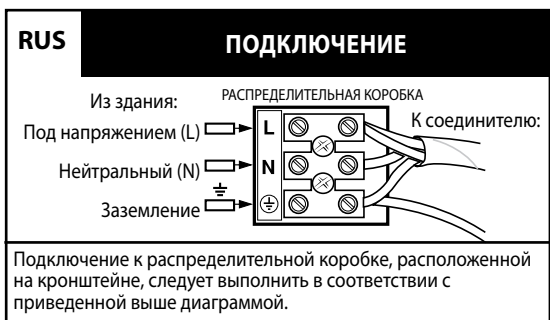 RUS
ПОДКЛЮЧЕНИЕ
РАСПРЕДЕЛИТЕЛЬНАЯ КОРОБКА
Из здания:
К соединителю:
Под напряжением (L)
L
Нейтральный (N)
N
Заземление
Подключение к распределительной коробке, расположенной
на кронштейне, следует выполнить в соответствии с
приведенной выше диаграммой.